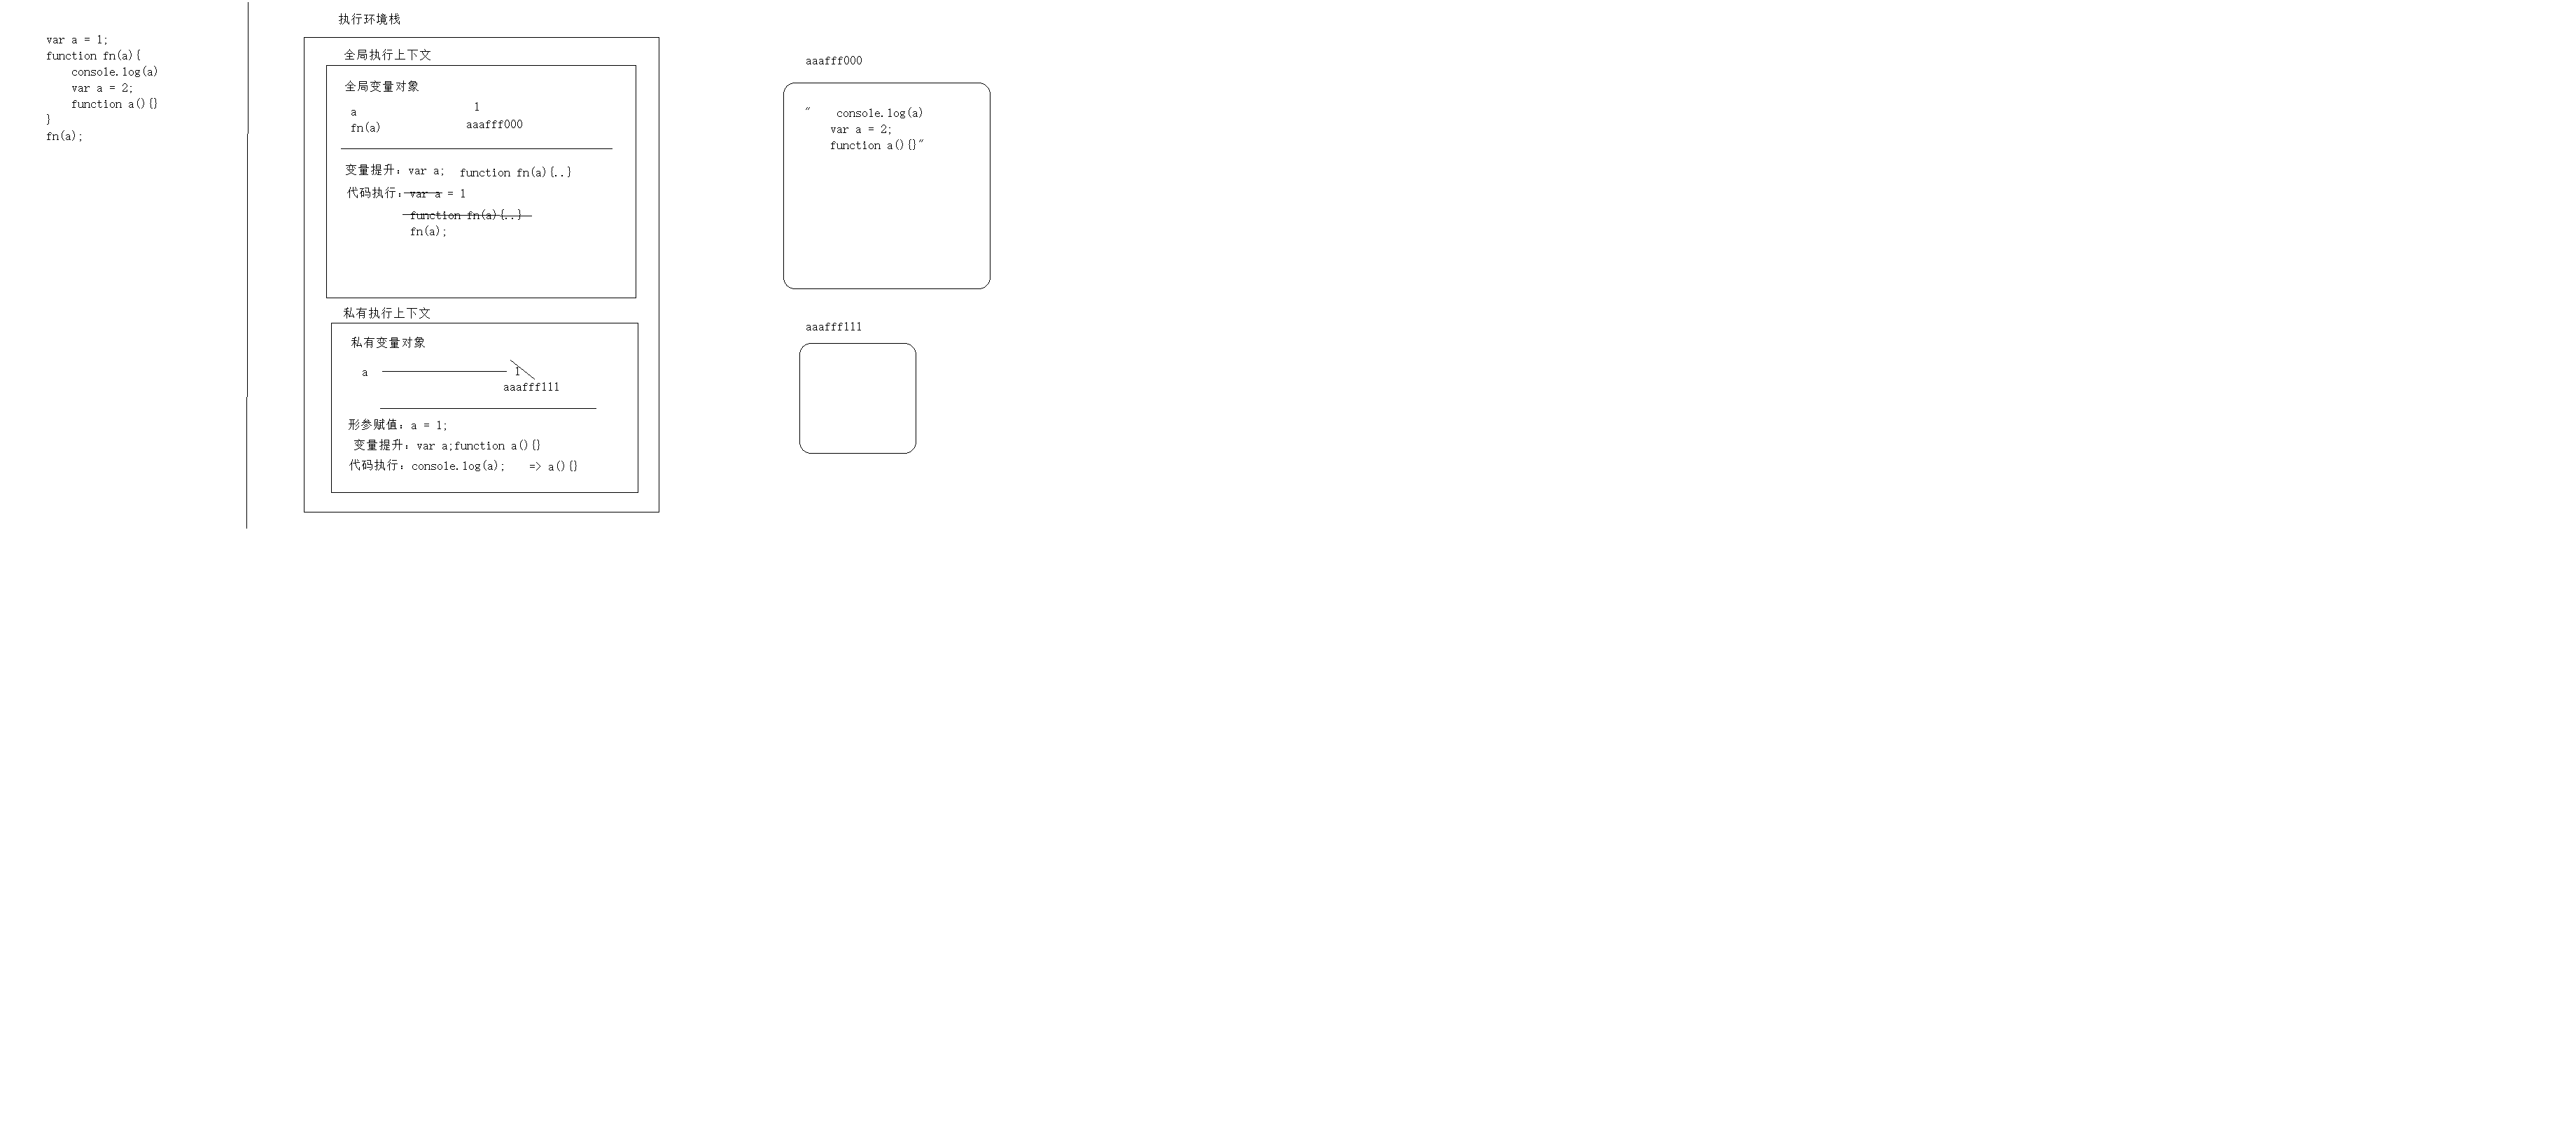 var a = 1;
function fn(a){
    console.log(a)
    var a = 2;
    function a(){}
}
fn(a);
执行环境栈
全局执行上下文
全局变量对象
a 1
fn(a) aaafff000
变量提升：var a; function fn(a){..}
代码执行：var a = 1
function fn(a){..}
fn(a);
私有执行上下文
私有变量对象
a 1
aaafff111
形参赋值：a = 1;
变量提升：var a;function a(){}
代码执行：console.log(a); => a(){}
aaafff000
"    console.log(a)
    var a = 2;
    function a(){}"
aaafff111